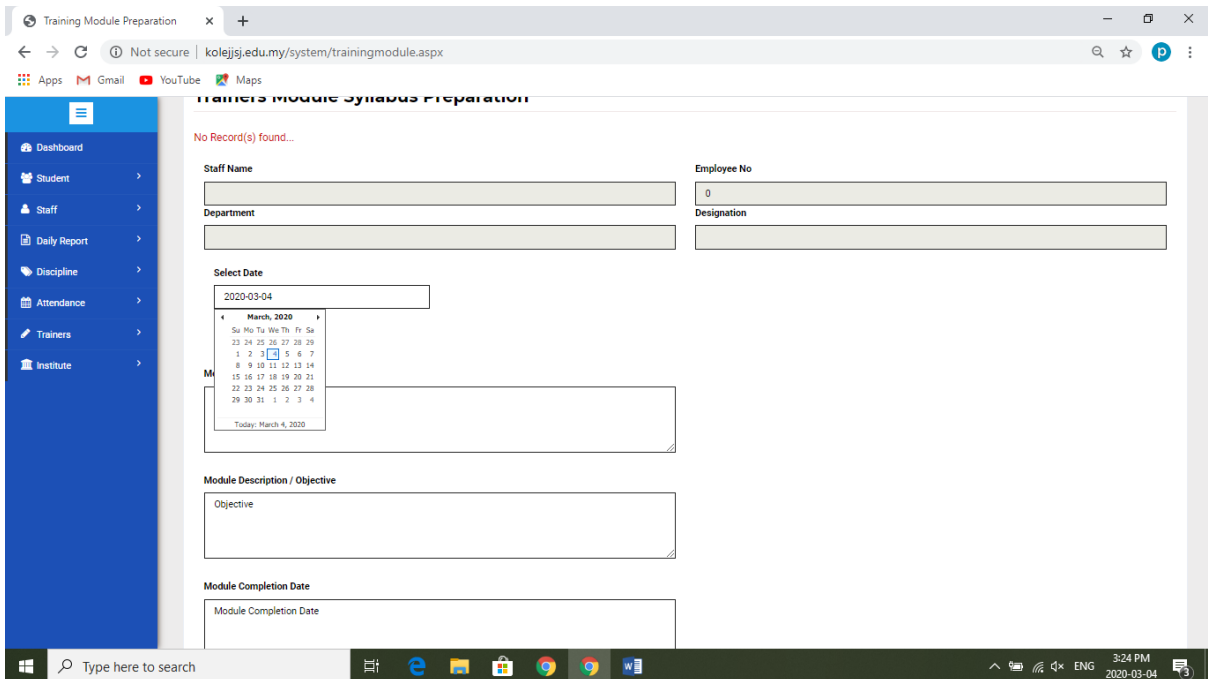 Training Module Preparation
Not secure | kolejjsj.edu.my/system/trainingmodule.aspx
p
Apps Gmail YouTube Maps
Trainers Module Syllabus Preparation
No Record(s) found...
Dashboard
Student
Staff
Daily Report
Discipline
Attendance
Trainers
Institute
Staff Name
Employee No
0
Department
Designation
Select Date
2020-03-04
March, 2020
Su Mo Tu We Th Fr Sa
23 24 25 26 27 28 29
1 2 3 4 5 6 7
8 9 10 11 12 13 14
15 16 17 18 19 20 21
22 23 24 25 26 27 28
29 30 31 1 2 3 4
Today: March 4, 2020
Module Description / Objective
Objective
Module Completion Date
Module Completion Date
Type here to search
ENG
3:24 PM
2020-03-04
3